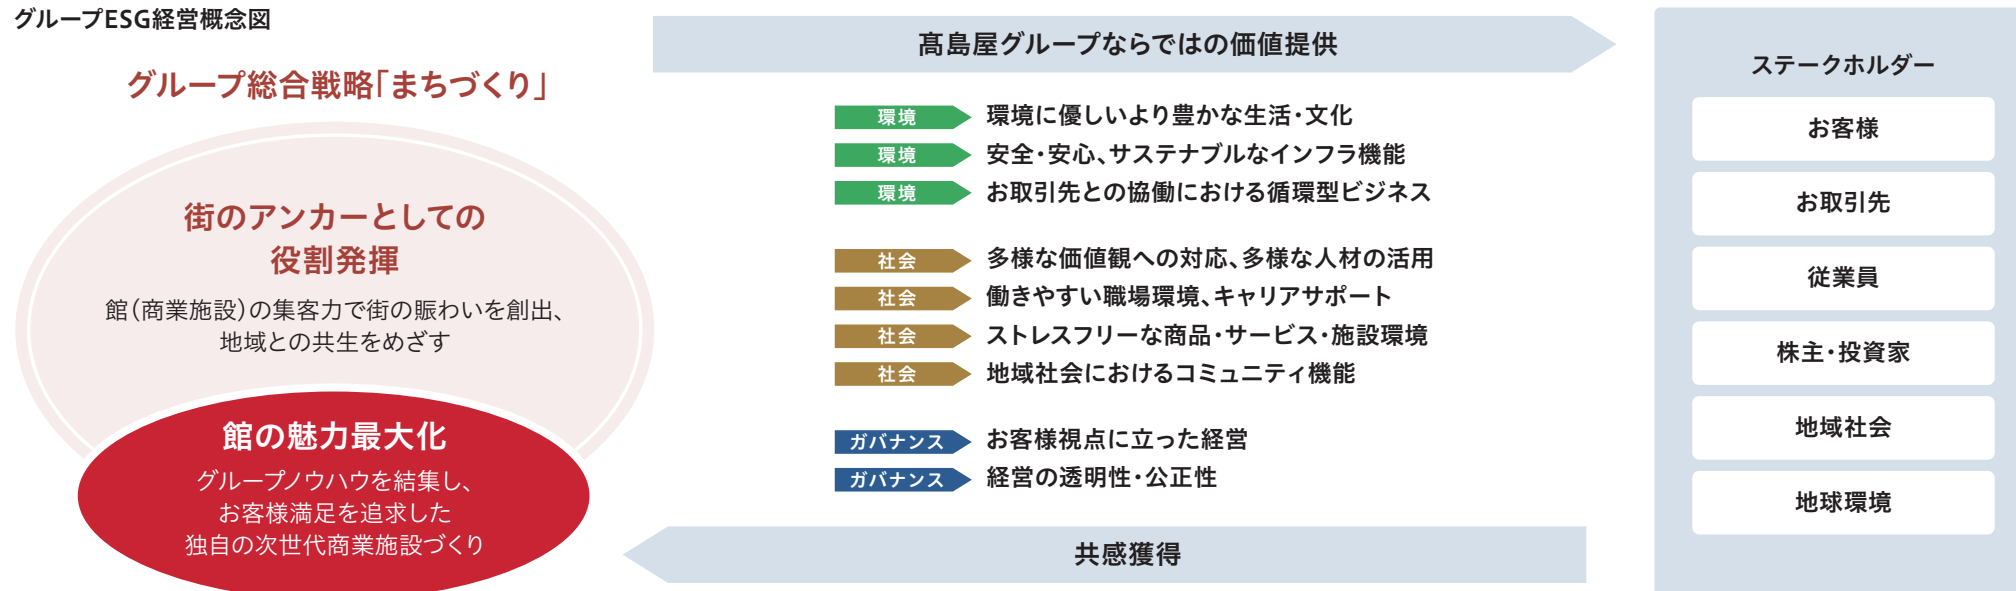 グループESG経営概念図
グループ総合戦略「まちづくり」
街のアンカーとしての
役割発揮
館(商業施設)の集客力で街の賑わいを創出、
地域との共生をめざす
館の魅力最大化
グループノウハウを結集し、
お客様満足を追求した
独自の次世代商業施設づくり
髙島屋グループならではの価値提供
環境 環境に優しいより豊かな生活・文化
環境 安全・安心、サステナブルなインフラ機能
環境 お取引先との協働における循環型ビジネス
社会 多様な価値観への対応、多様な人材の活用
社会 働きやすい職場環境、キャリアサポート
社会 ストレスフリーな商品・サービス・施設環境
社会 地域社会におけるコミュニティ機能
ガバナンス お客様視点に立った経営
ガバナンス 経営の透明性・公正性
共感獲得
ステークホルダー
お客様
お取引先
従業員
株主・投資家
地域社会
地球環境